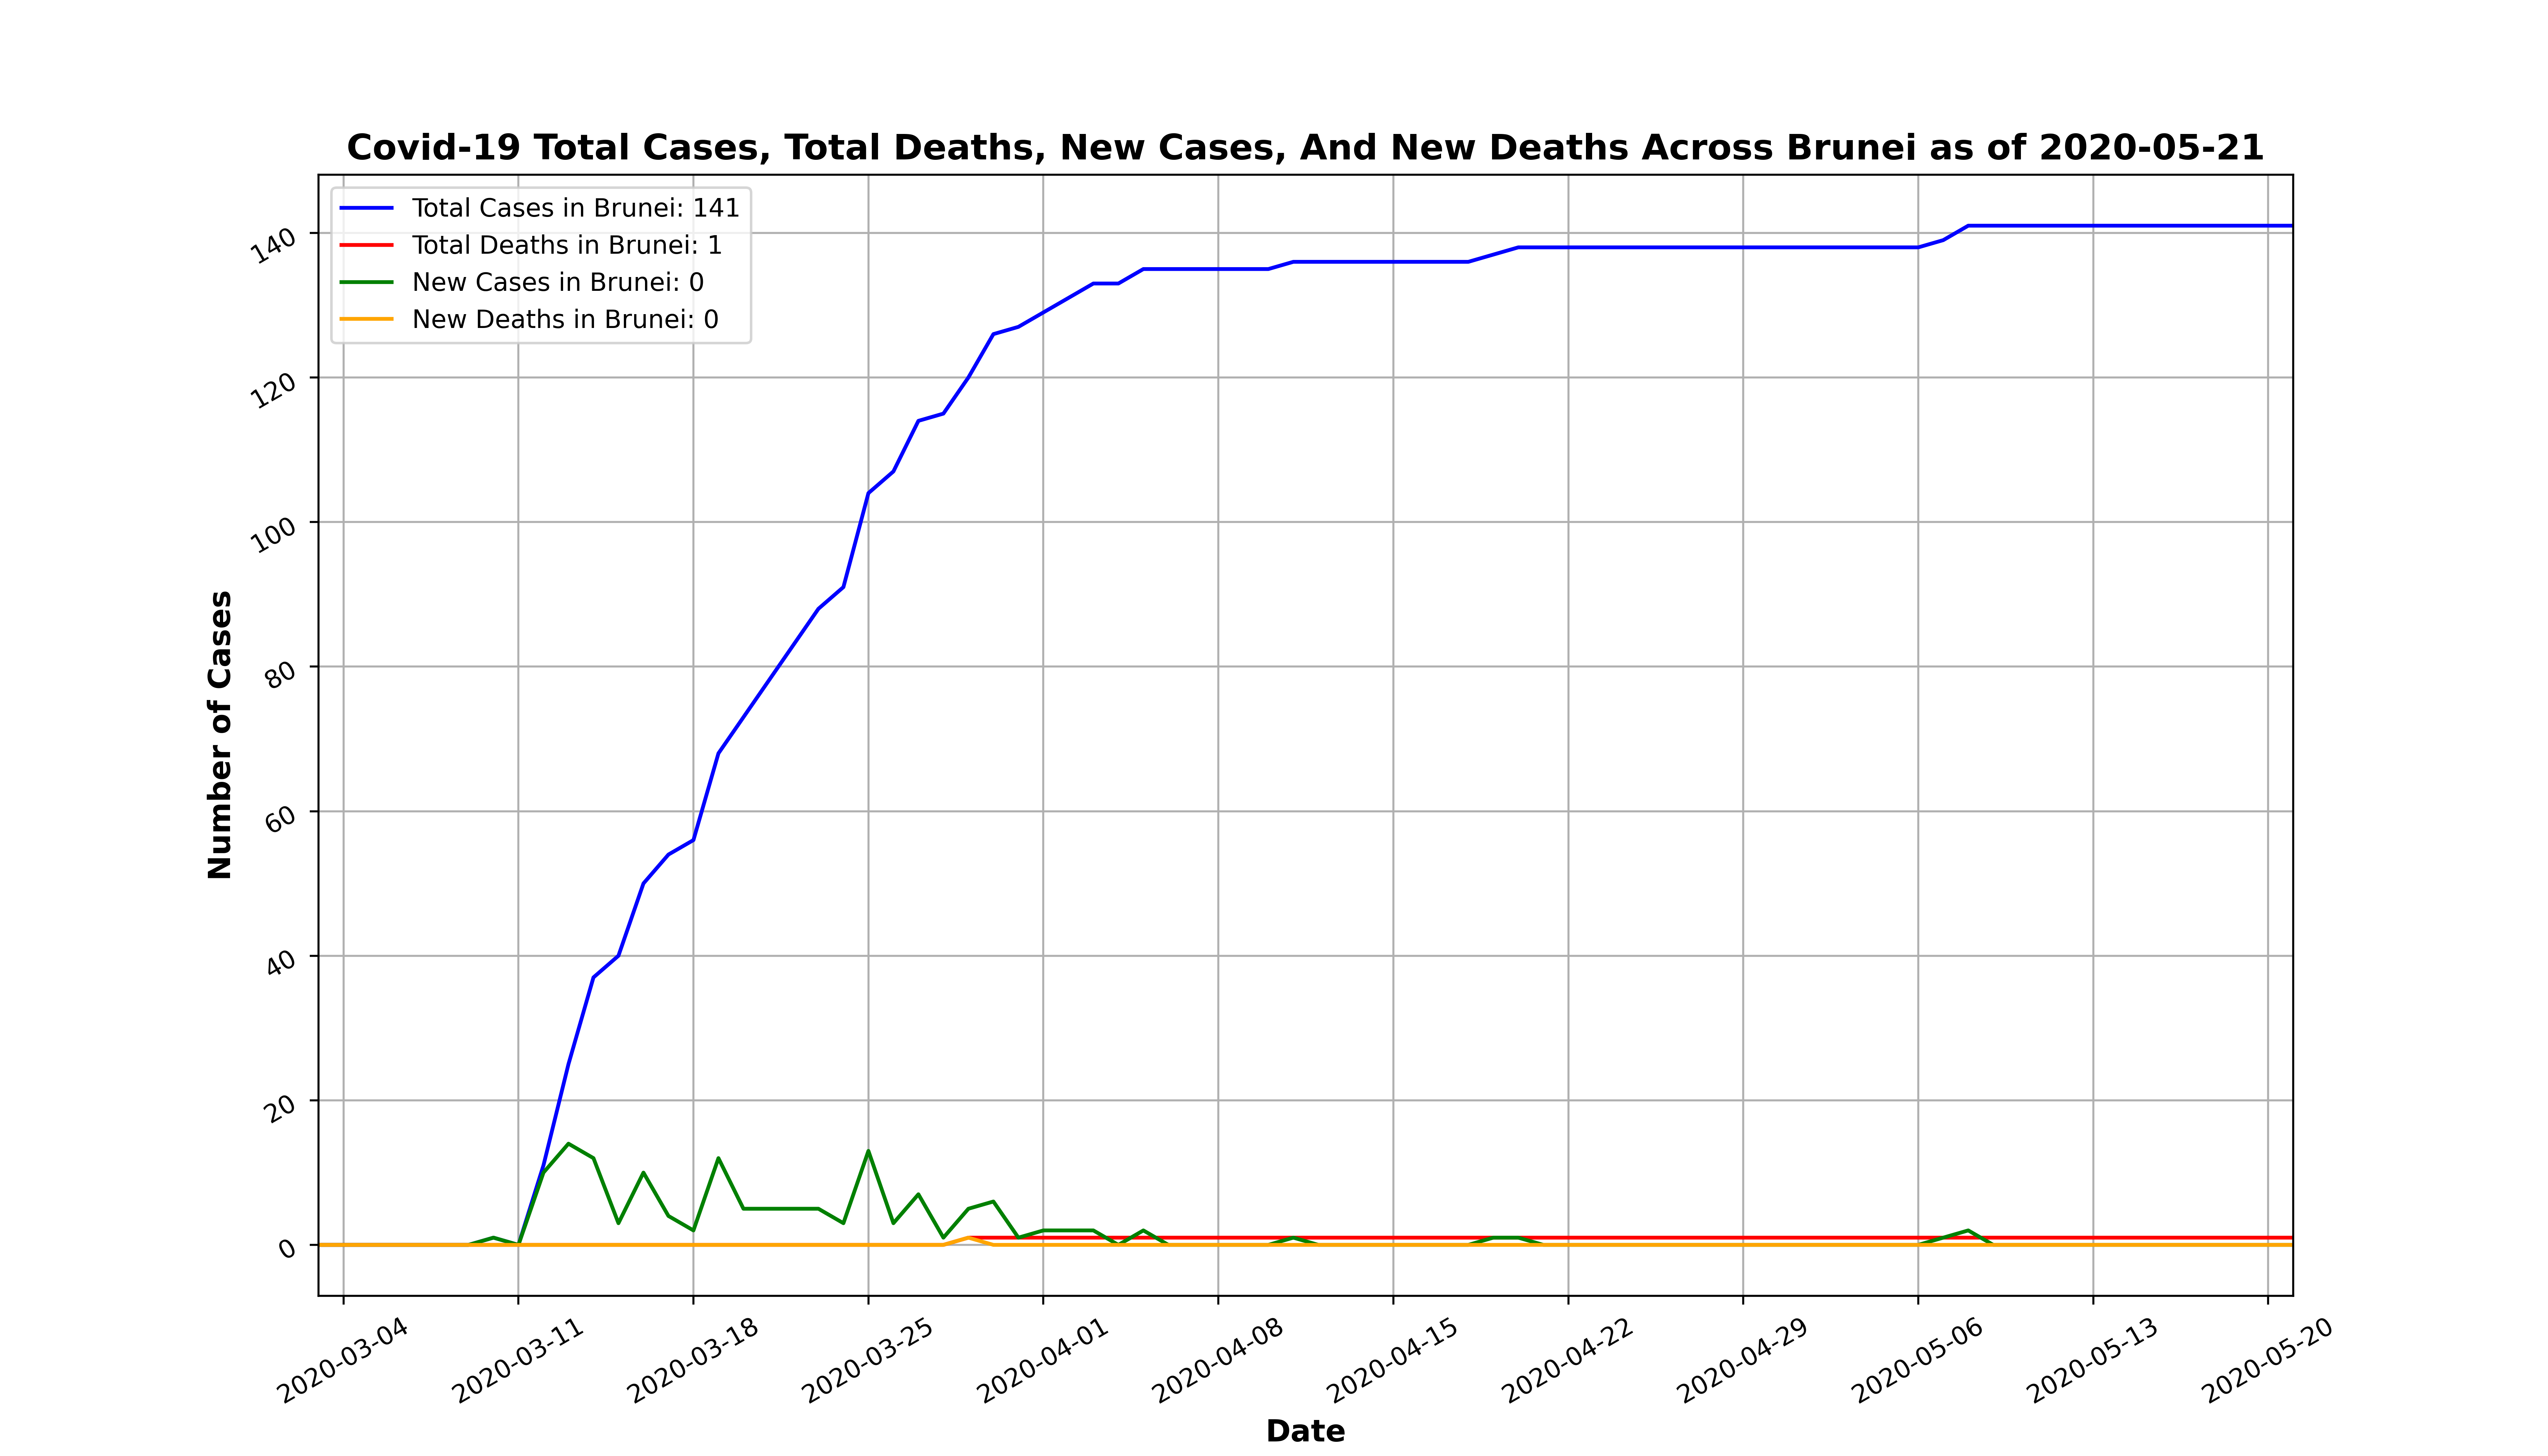 Covid-19 Total Cases, Total Deaths, New Cases, And New Deaths Across Brunei as of 2020-05-21
Total Cases in Brunei: 141
Total Deaths in Brunei: 1
New Cases in Brunei: 0
New Deaths in Brunei: 0
Number of Cases
140
120
100
80
60
40
20
0
2020-03-04
2020-03-11
2020-03-18
2020-03-25
2020-04-01
2020-04-08
2020-04-15
2020-04-22
2020-04-29
2020-05-06
2020-05-13
2020-05-20
Date